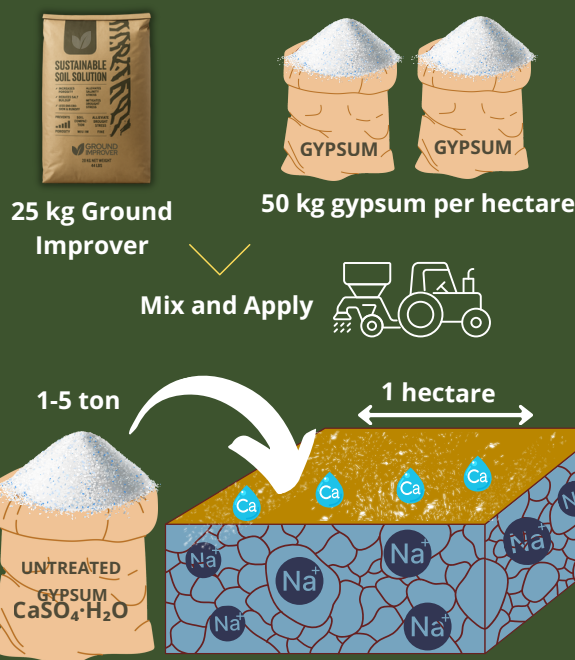 SUSTAINABLE
SOIL SOLUTION
GROUND
IMPROVER
GYPSUM
GYPSUM
25 kg Ground
Improver
50 kg gypsum per hectare
Mix and Apply
1-5 ton
1 hectare
Ca
Ca
Ca
Ca
UNTREATED
GYPSUM
CaSO₄·H₂O
Na⁺
Na⁺
Na⁺
Na⁺
Na⁺
Na⁺
N